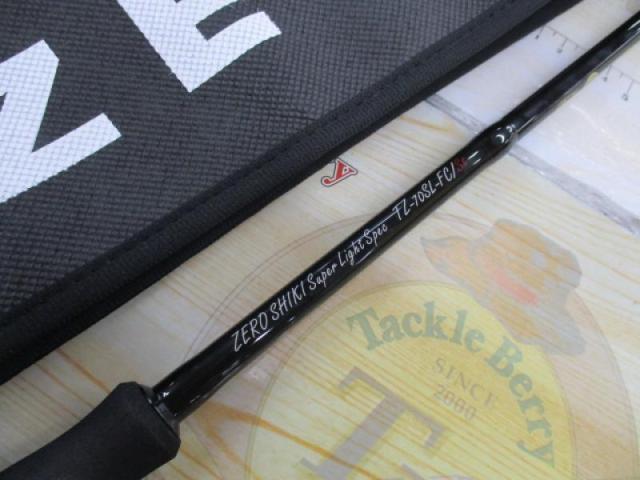 ZE
ZERO SHIKI Super Light Spec TZ-70SL-FC/
Tackle Berry
SINCE
2000
T